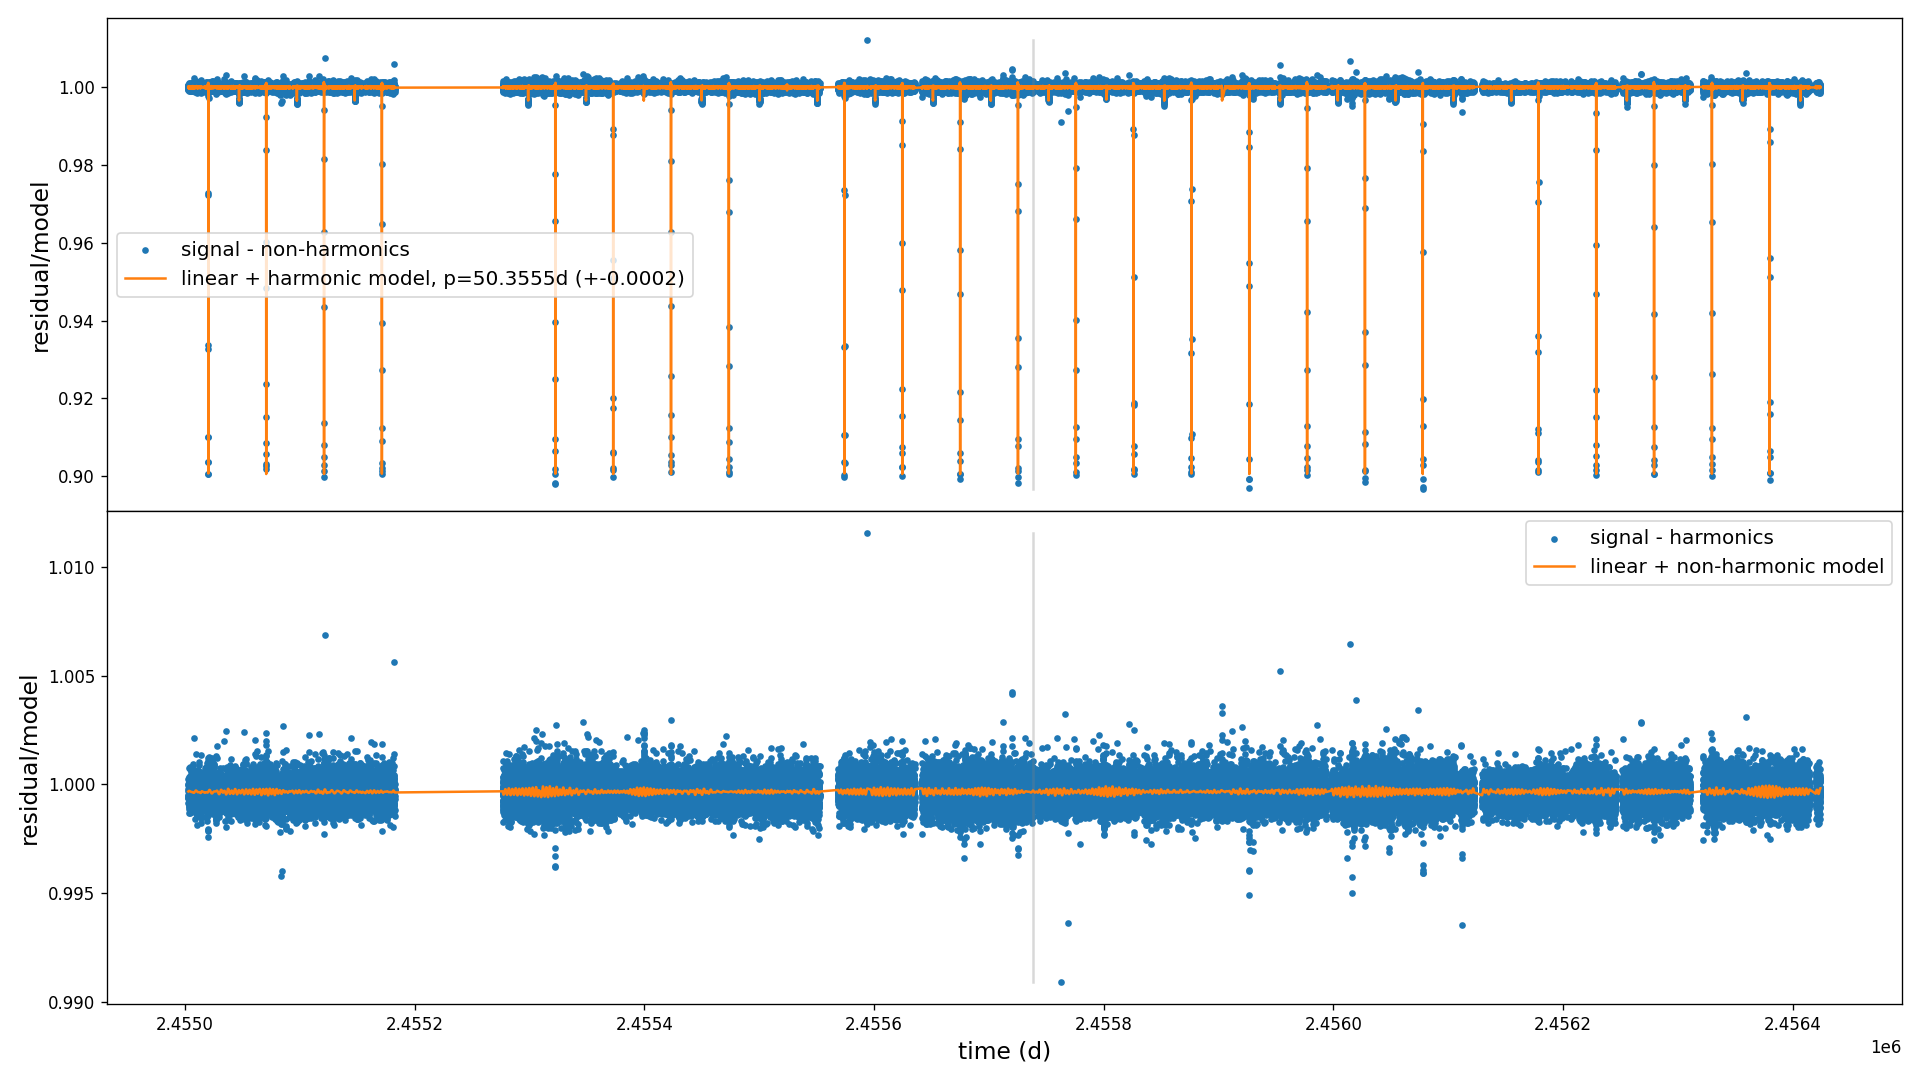 1.00
0.98
0.96
0.94
0.92
0.90
residual/model
signal - non-harmonics
linear + harmonic model, p=50.3555d (+-0.0002)
1.010
1.005
1.000
0.995
0.990
residual/model
signal - harmonics
linear + non-harmonic model
2.4550 2.4552 2.4554 2.4556 2.4558 2.4560 2.4562 2.4564
1e6
time (d)